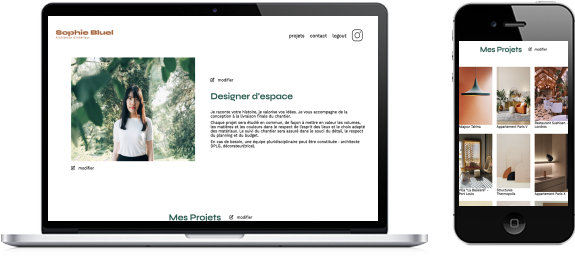 Sophie Bluel
Architecte d'intérieur
projets contact logout
modifier
Designer d'espace
Je raconte votre histoire, je valorise vos idées. Je vous accompagne de la
conception à la livraison finale du chantier.
Chaque projet sera étudié en commun, de façon à mettre en valeur les volumes,
les matières et les couleurs dans le respect de l'esprit des lieux et le choix adapté
des matériaux. Le suivi du chantier sera assuré dans le souci du détail, le respect
du planning et du budget.
En cas de besoin, une équipe pluridisciplinaire peut être constituée : architecte
DPLG, décorateur(trice).
modifier
Mes Projets modifier
Mes Projets modifier
Abajour Tahina
Appartement Paris V
Restaurant Sushisen -
Londres
Villa "La Balisiere" -
Port Louis
Structures
Thermopolis
Appartement Paris X